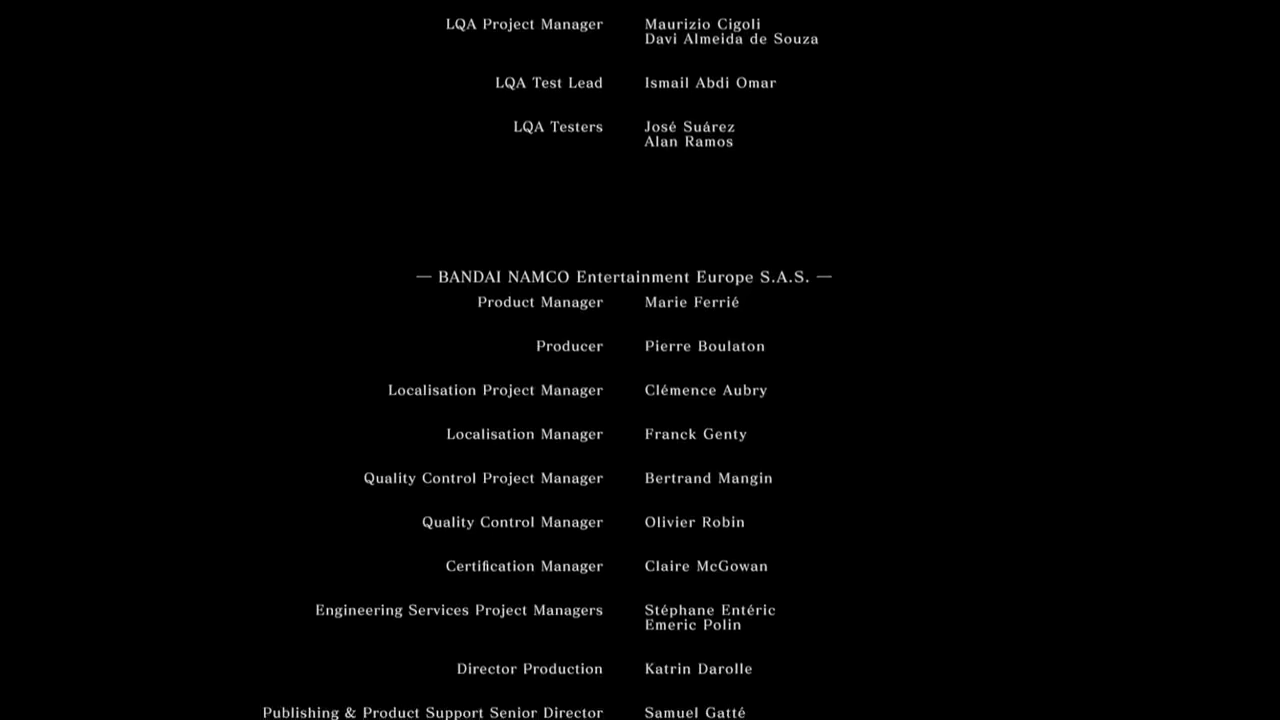 LQA Project Manager Maurizio Cigoli
Davi Almeida de Souza
LQA Test Lead Ismail Abdi Omar
LQA Testers José Suárez
Alan Ramos
— BANDAI NAMCO Entertainment Europe S.A.S. —
Product Manager Marie Ferrié
Producer Pierre Boulaton
Localisation Project Manager Clémence Aubry
Localisation Manager Franck Genty
Quality Control Project Manager Bertrand Mangin
Quality Control Manager Olivier Robin
Certification Manager Claire McGowan
Engineering Services Project Managers Stéphane Entéric
Emeric Polin
Director Production Katrin Darolle
Publishing & Product Support Senior Director Samuel Gatté